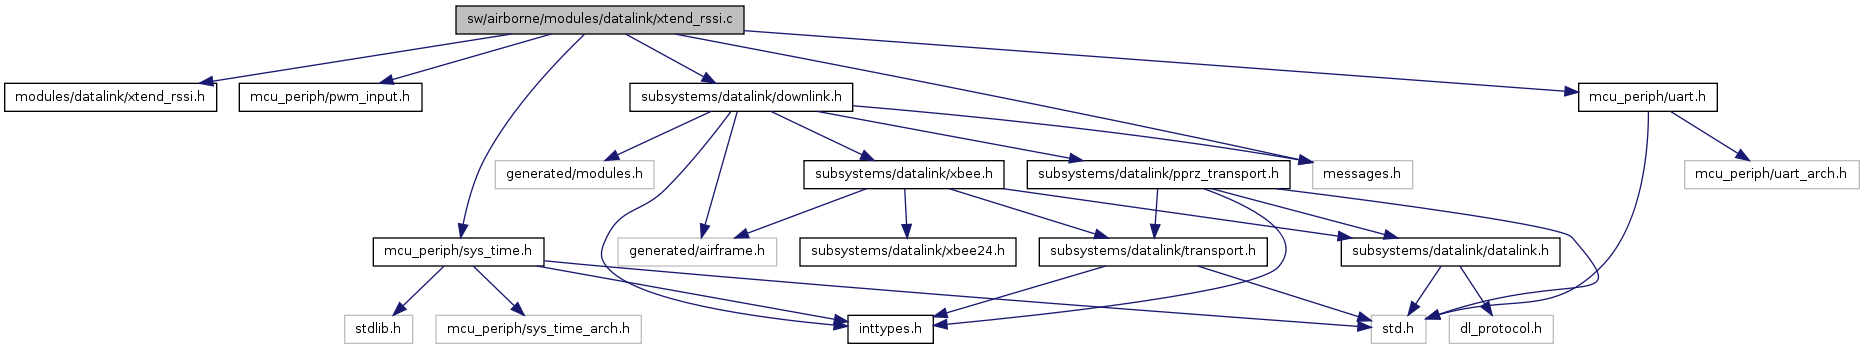 sw/airborne/modules/datalink/xtend_rssi.c
modules/datalink/xtend_rssi.h
mcu_periph/pwm_input.h
subsystems/datalink/downlink.h
mcu_periph/uart.h
generated/modules.h
subsystems/datalink/xbee.h
subsystems/datalink/pprz_transport.h
messages.h
mcu_periph/uart_arch.h
mcu_periph/sys_time.h
generated/airframe.h
subsystems/datalink/xbee24.h
subsystems/datalink/transport.h
subsystems/datalink/datalink.h
stdlib.h
mcu_periph/sys_time_arch.h
inttypes.h
std.h
dl_protocol.h